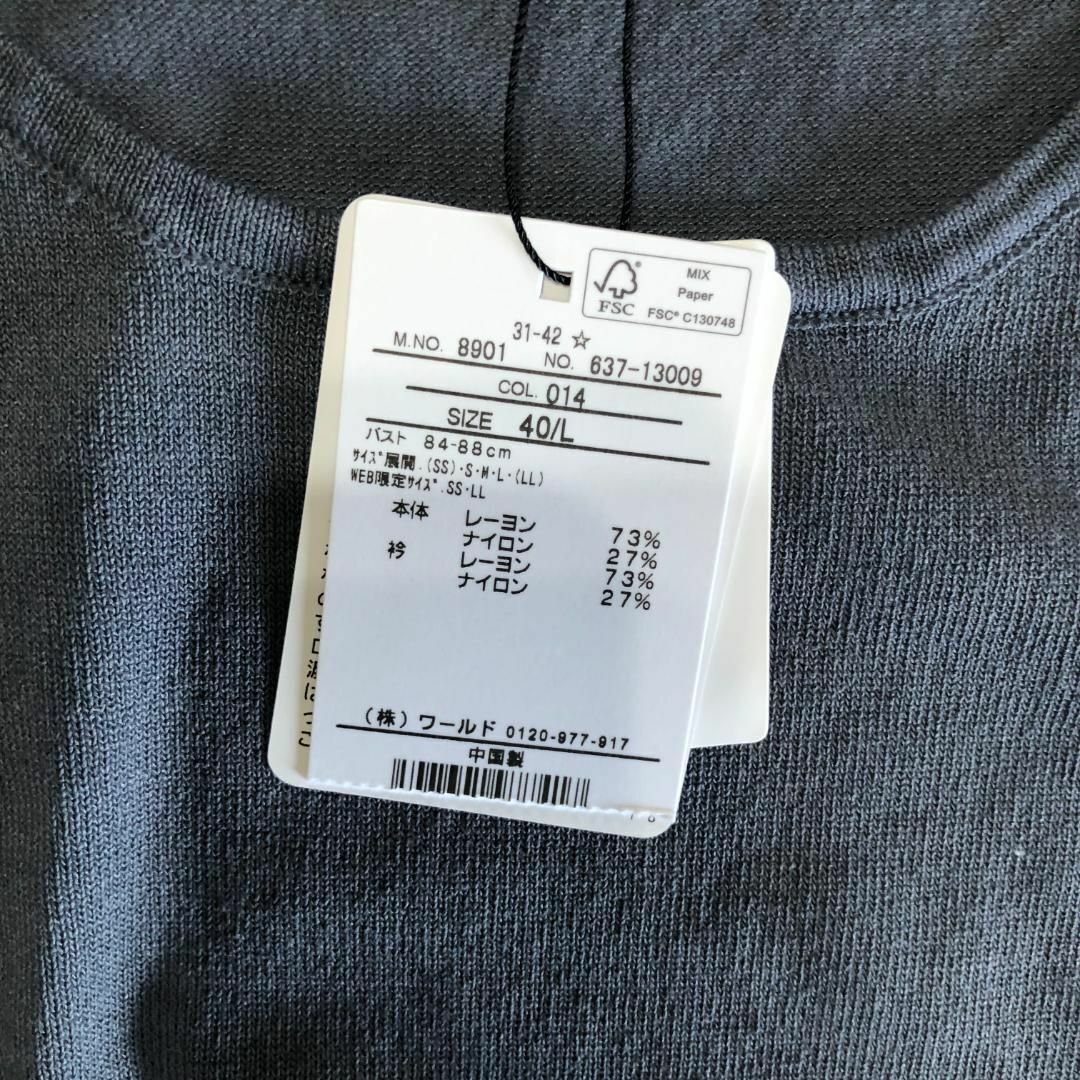 MIX
Paper
FSC® C130748
FSC
31-42 ☆
M.NO. 8901 NO. 637-13009
COL. 014
SIZE 40/L
バスト 84-88cm
ｻｲｽﾞ展開.(SS)･S･M･L･(LL)
WEB限定ｻｲｽﾞ.SS･LL
本体 レーヨン 73%
ナイロン 27%
衿 レーヨン 73%
ナイロン 27%
(株)ワールド 0120-977-917
中国製